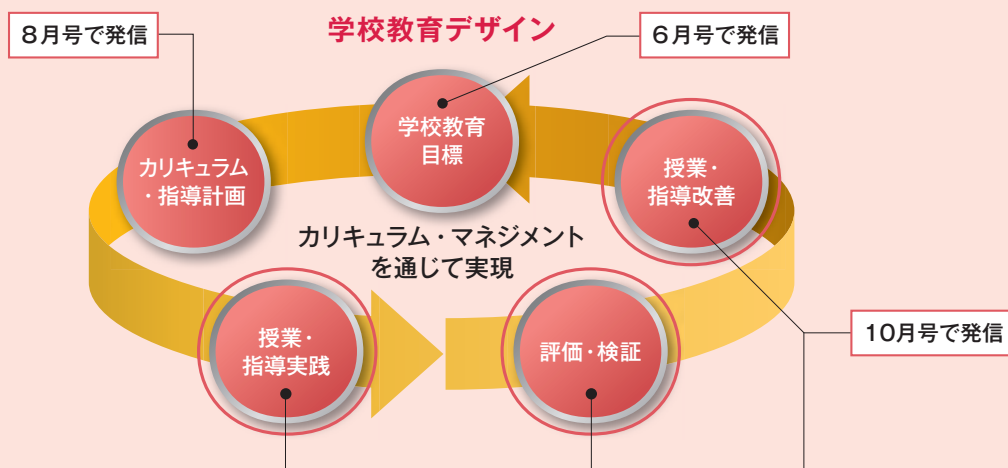 学校教育デザイン
8月号で発信
6月号で発信
学校教育
目標
カリキュラム
・指導計画
授業・
指導改善
カリキュラム・マネジメント
を通じて実現
授業・
指導実践
評価・検証
10月号で発信